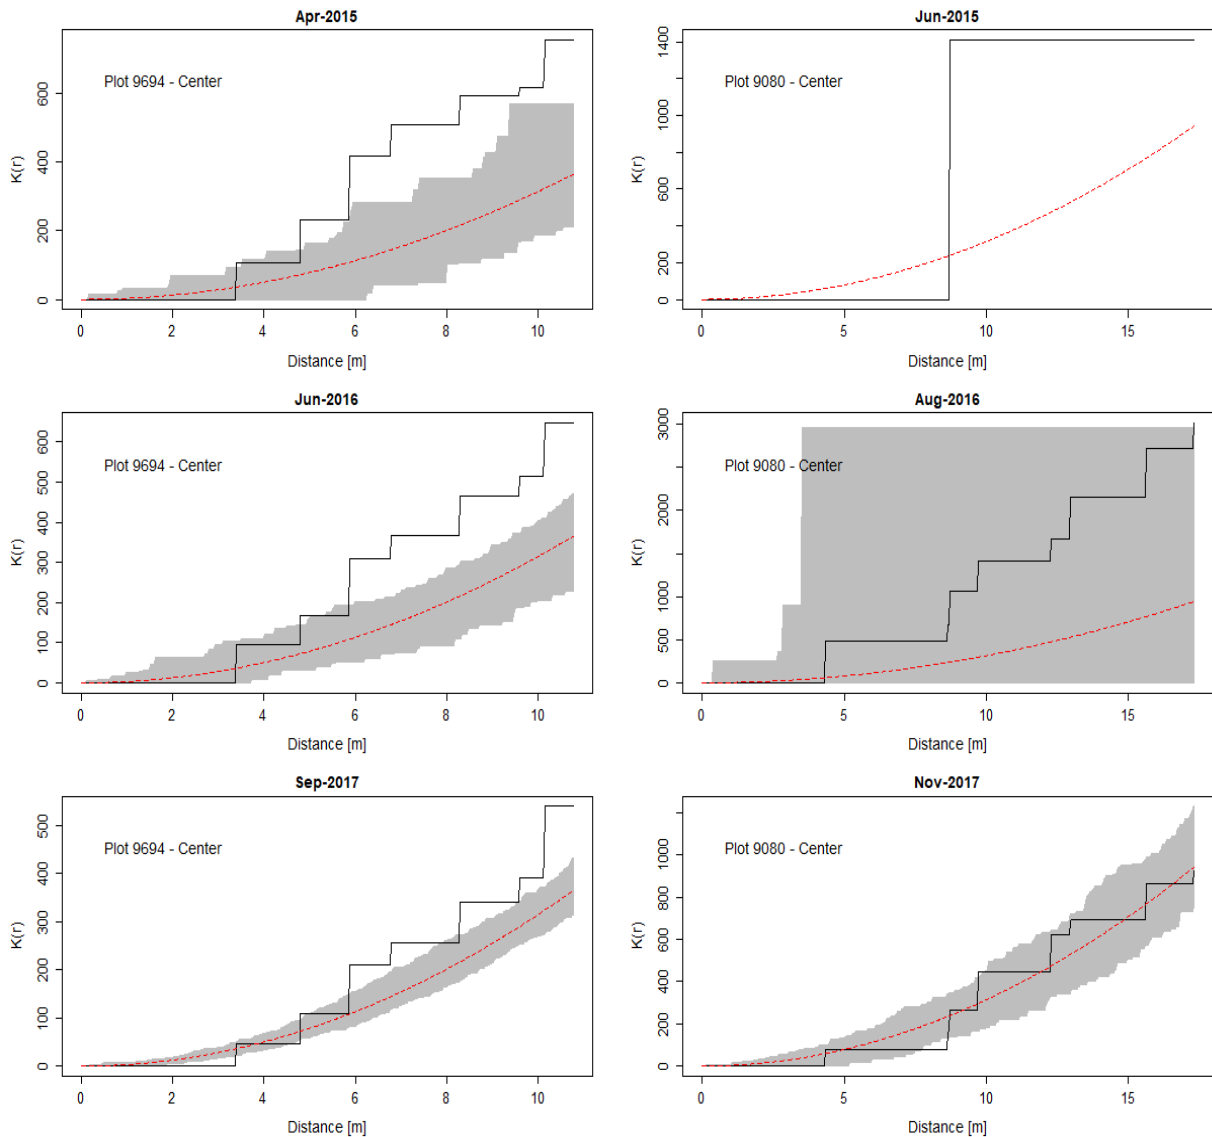 Apr-2015
Plot 9694 - Center
K(r)
600
400
200
0
0 2 4 6 8 10
Distance [m]
Jun-2015
Plot 9080 - Center
K(r)
1400
1000
600
200
0
0 5 10 15
Distance [m]
Jun-2016
Plot 9694 - Center
K(r)
600
500
400
300
200
100
0
0 2 4 6 8 10
Distance [m]
Aug-2016
Plot 9080 - Center
K(r)
3000
2000
1000
500
0
0 5 10 15
Distance [m]
Sep-2017
Plot 9694 - Center
K(r)
500
400
300
200
100
0
0 2 4 6 8 10
Distance [m]
Nov-2017
Plot 9080 - Center
K(r)
1000
800
600
400
200
0
0 5 10 15
Distance [m]